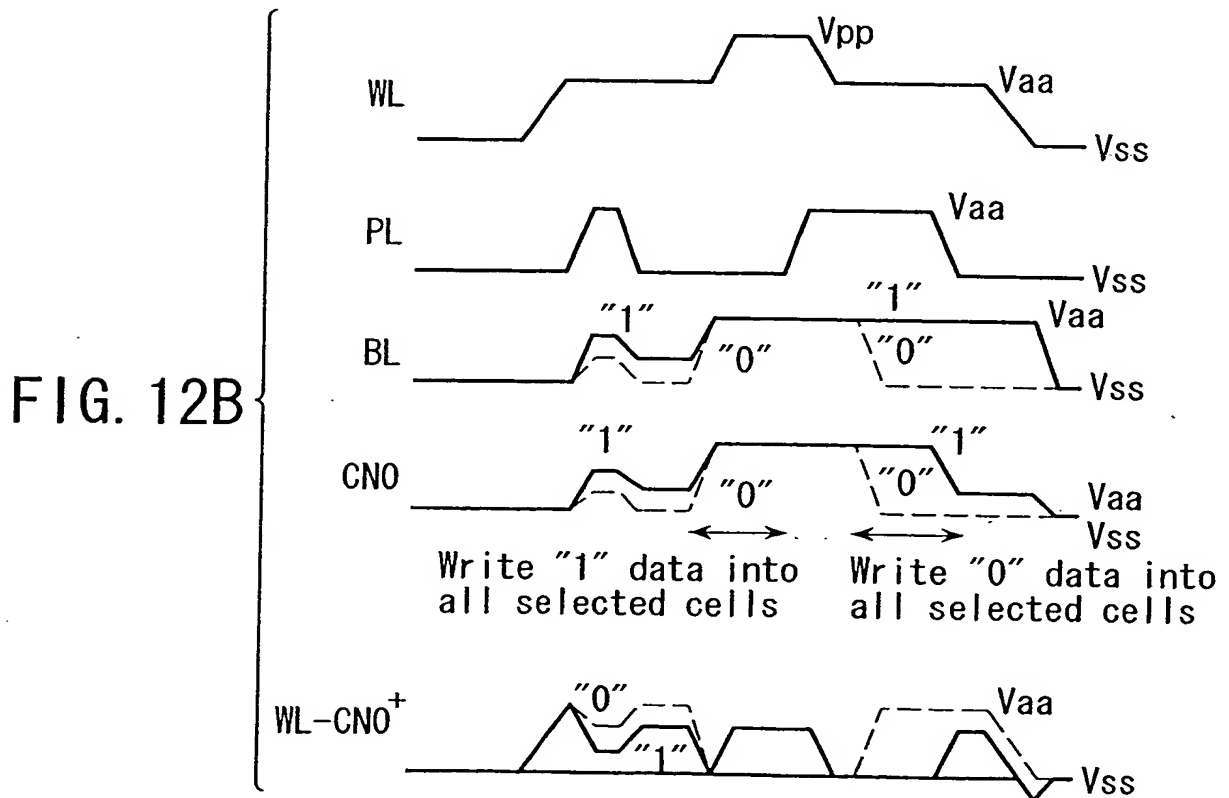 FIG. 12B
WL
Vpp
Vaa
Vss
PL
Vaa
Vss
BL
"1"
"0"
"1"
"0"
Vaa
Vss
CNO
"1"
"0"
"1"
"0"
Vaa
Vss
Write "1" data into
all selected cells
Write "0" data into
all selected cells
WL-CNO+
"0"
"1"
Vaa
Vss